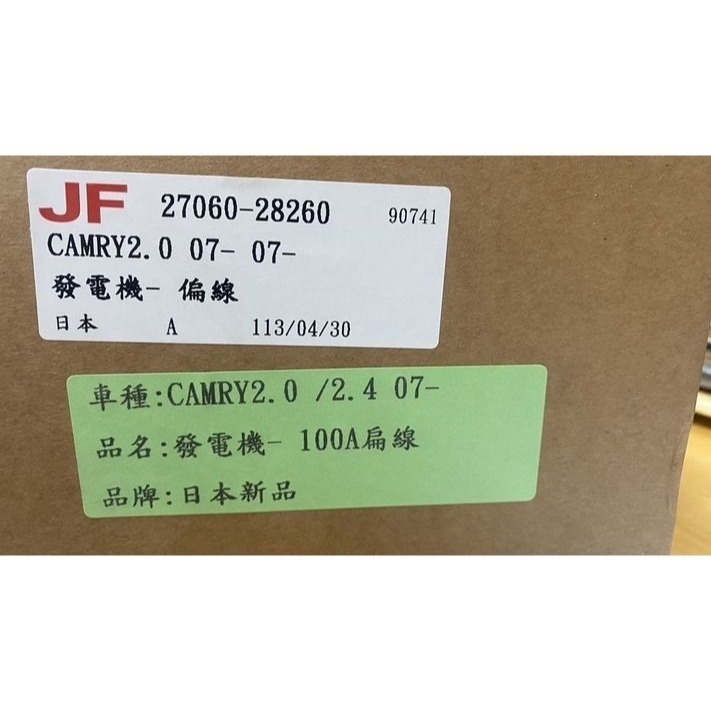 JF 27060-28260 90741
CAMRY2.0 07- 07-
發電機- 偏線
日本 A 113/04/30
車種:CAMRY2.0 /2.4 07-
品名:發電機- 100A扁線
品牌:日本新品